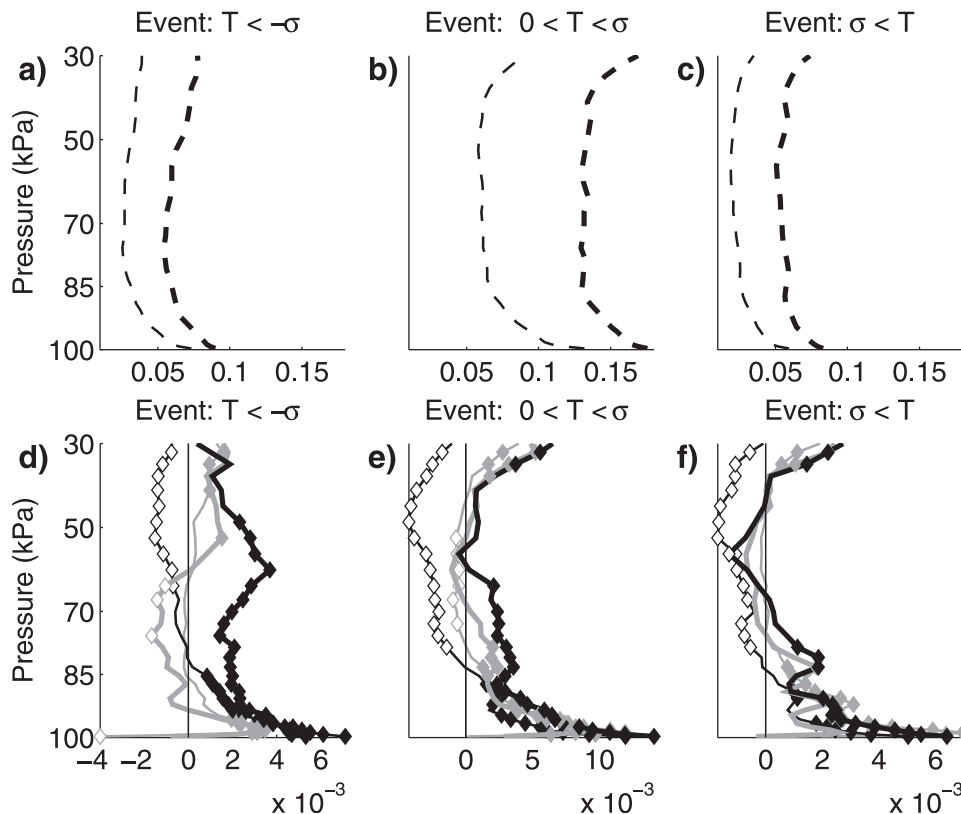 Event: T < −σ
Event: 0 < T < σ
Event: σ < T
a)
b)
c)
30
50
70
85
100
Pressure (kPa)
0.05 0.1 0.15
0.05 0.1 0.15
0.05 0.1 0.15
Event: T < −σ
Event: 0 < T < σ
Event: σ < T
d)
e)
f)
30
50
70
85
100
Pressure (kPa)
−4 −2 0 2 4 6
0 5 10
0 2 4 6
x 10⁻³
x 10⁻³
x 10⁻³